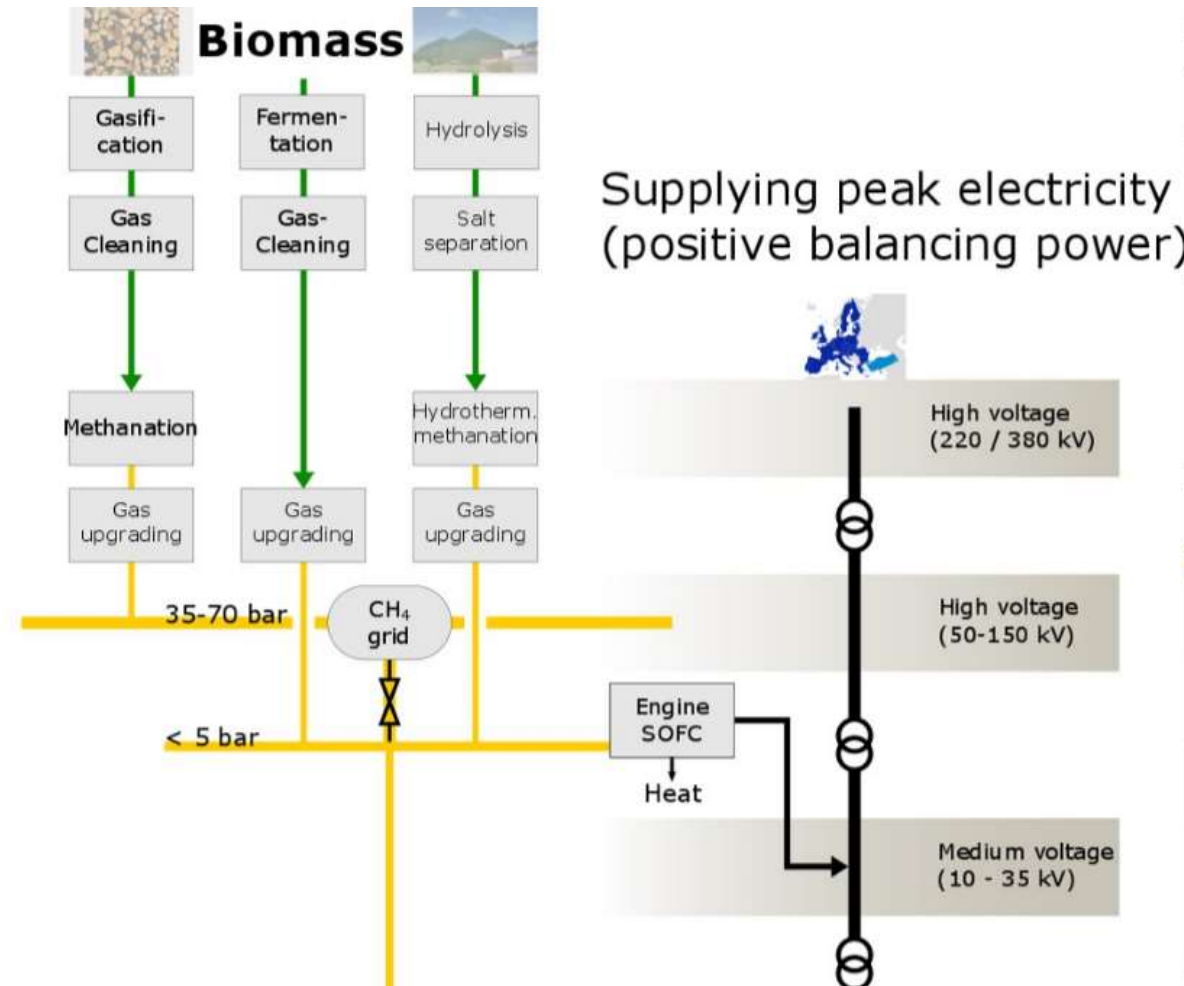 Biomass
Gasifi-
cation
Fermen-
tation
Hydrolysis
Gas
Cleaning
Gas-
Cleaning
Salt
separation
Supplying peak electricity
(positive balancing power)
Methanation
Hydrotherm.
methanation
High voltage
(220 / 380 kV)
Gas
upgrading
Gas
upgrading
Gas
upgrading
35-70 bar
CH₄
grid
High voltage
(50-150 kV)
< 5 bar
Engine
SOFC
Heat
Medium voltage
(10 - 35 kV)